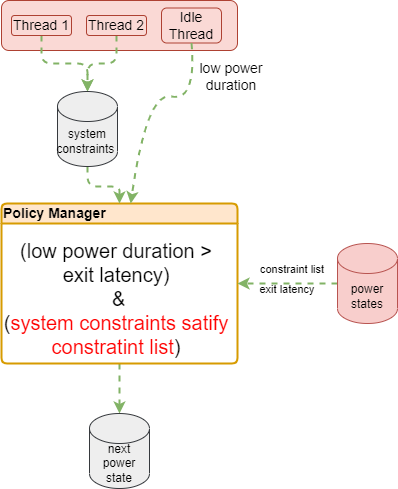 Thread 1
Thread 2
Idle
Thread
low power
duration
system
constraints
Policy Manager
(low power duration >
exit latency)
&
(system constraints satify
constratint list)
constraint list
exit latency
power
states
next
power
state